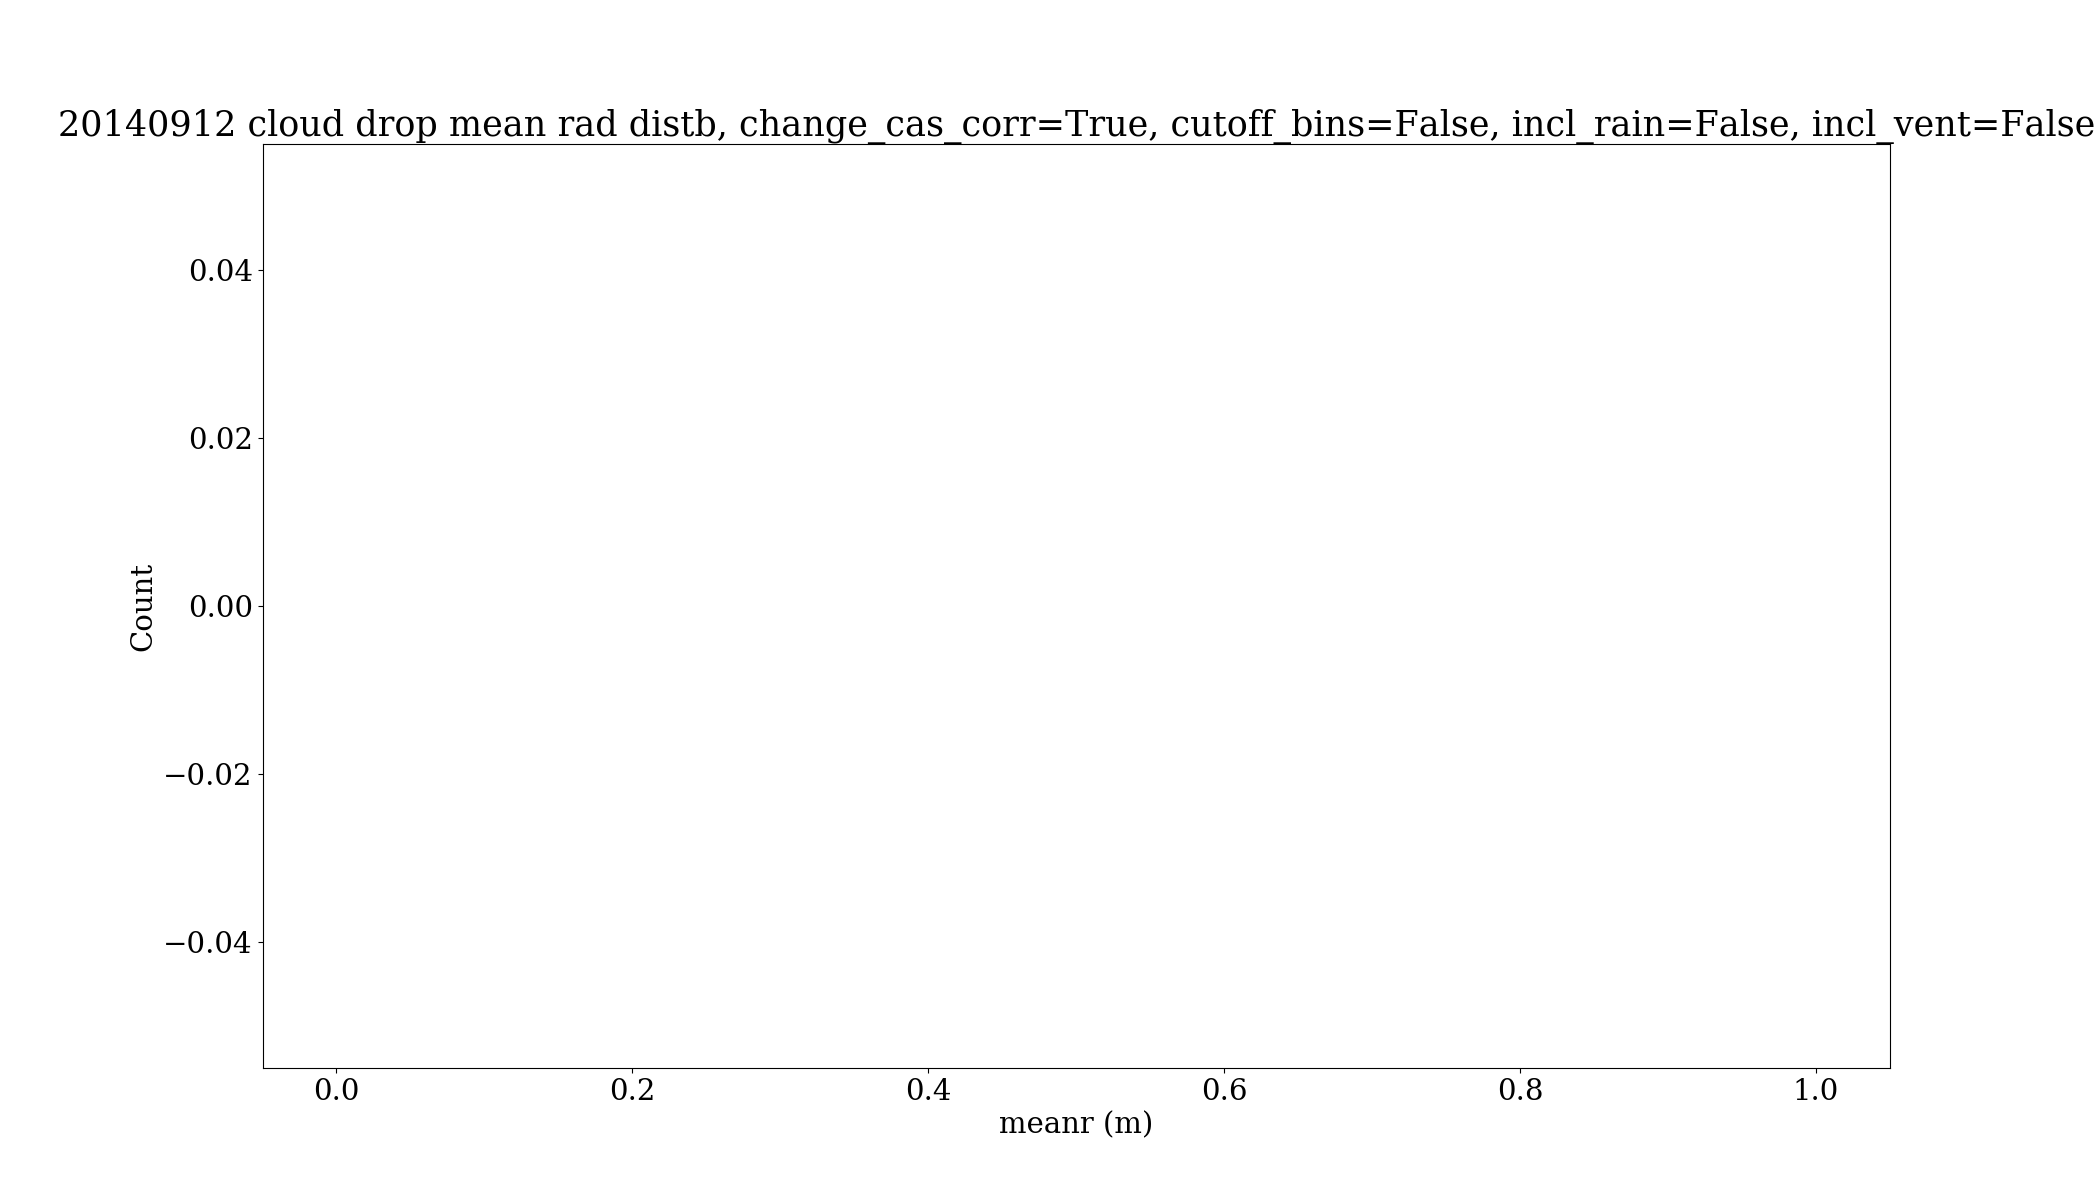 20140912 cloud drop mean rad distb, change_cas_corr=True, cutoff_bins=False, incl_rain=False, incl_vent=False
0.04
0.02
0.00
−0.02
−0.04
Count
0.0 0.2 0.4 0.6 0.8 1.0
meanr (m)